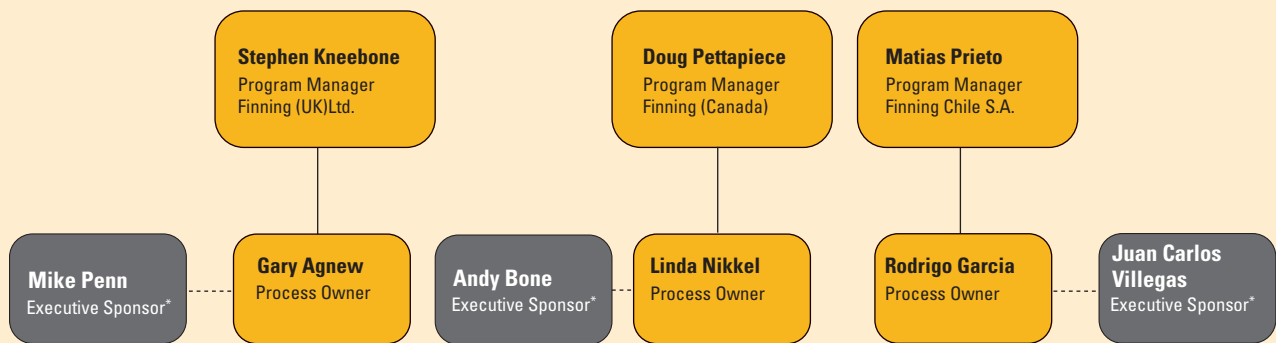 Stephen Kneebone
Program Manager
Finning (UK)Ltd.
Doug Pettapiece
Program Manager
Finning (Canada)
Matias Prieto
Program Manager
Finning Chile S.A.
Mike Penn
Executive Sponsor*
Gary Agnew
Process Owner
Andy Bone
Executive Sponsor*
Linda Nikkel
Process Owner
Rodrigo Garcia
Process Owner
Juan Carlos
Villegas
Executive Sponsor*